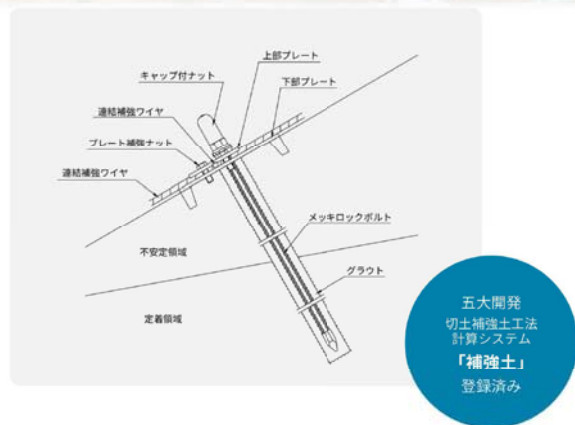 上部プレート
キャップ付ナット
下部プレート
連結補強ワイヤ
プレート補強ナット
連結補強ワイヤ
メッキロックボルト
不安定領域
グラウト
定着領域
五大開発
切土補強土工法
計算システム
「補強土」
登録済み